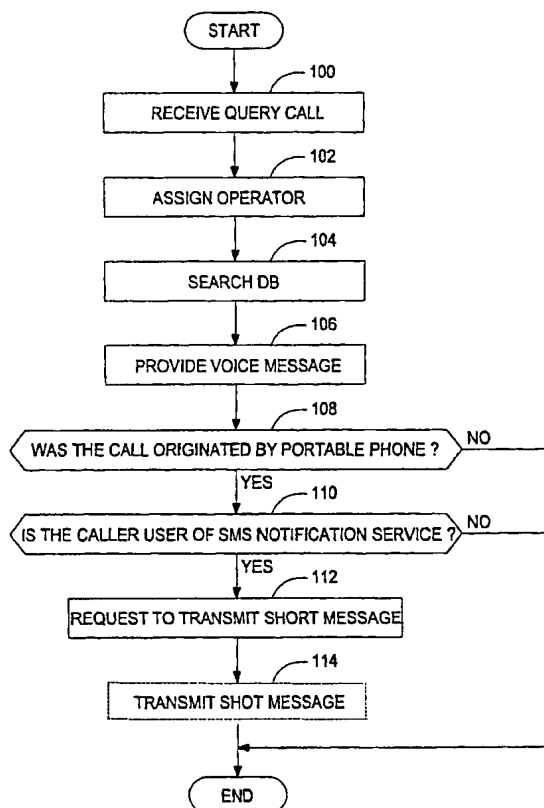 START
100
RECEIVE QUERY CALL
102
ASSIGN OPERATOR
104
SEARCH DB
106
PROVIDE VOICE MESSAGE
108
WAS THE CALL ORIGINATED BY PORTABLE PHONE ?
NO
YES
110
IS THE CALLER USER OF SMS NOTIFICATION SERVICE ?
NO
YES
112
REQUEST TO TRANSMIT SHORT MESSAGE
114
TRANSMIT SHOT MESSAGE
END